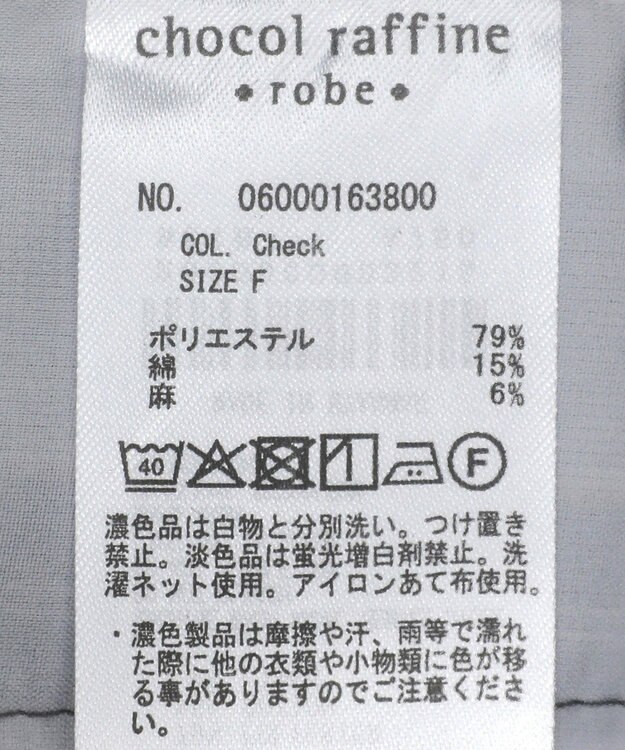 chocol raffine
• robe •
NO. 06000163800
COL. Check
SIZE F
ポリエステル 79%
綿 15%
麻 6%
40 F
濃色品は白物と分別洗い。つけ置き
禁止。淡色品は蛍光増白剤禁止。洗
濯ネット使用。アイロンあて布使用。
・濃色製品は摩擦や汗、雨等で濡れ
た際に他の衣類や小物類に色が移
る事がありますのでご注意くださ
い。